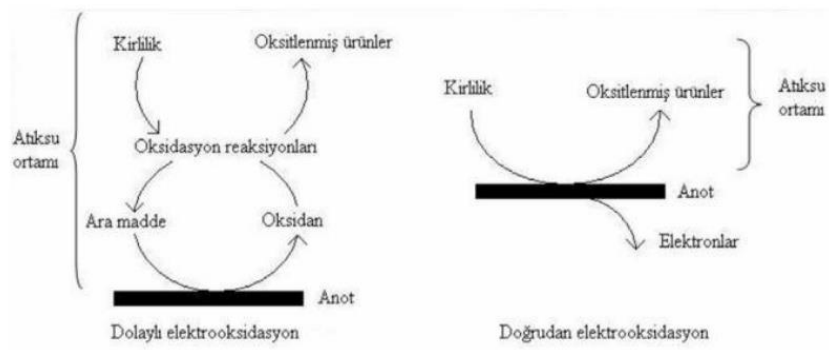 Kirlilik
Oksitlenmiş ürünler
Atıksu
ortamı
Oksidasyon reaksiyonları
Ara madde
Oksidan
Anot
Dolaylı elektrooksidasyon
Kirlilik
Oksitlenmiş ürünler
Atıksu
ortamı
Anot
Elektronlar
Doğrudan elektrooksidasyon